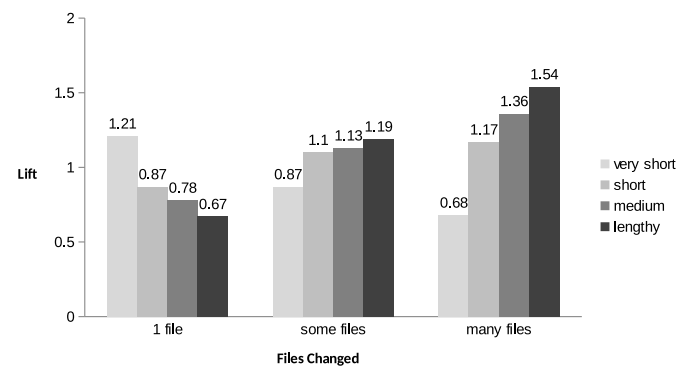 2
1.5
1
0.5
0
Lift
1.21
0.87
0.78
0.67
0.87
1.1
1.13
1.19
0.68
1.17
1.36
1.54
1 file
some files
many files
Files Changed
very short
short
medium
lengthy